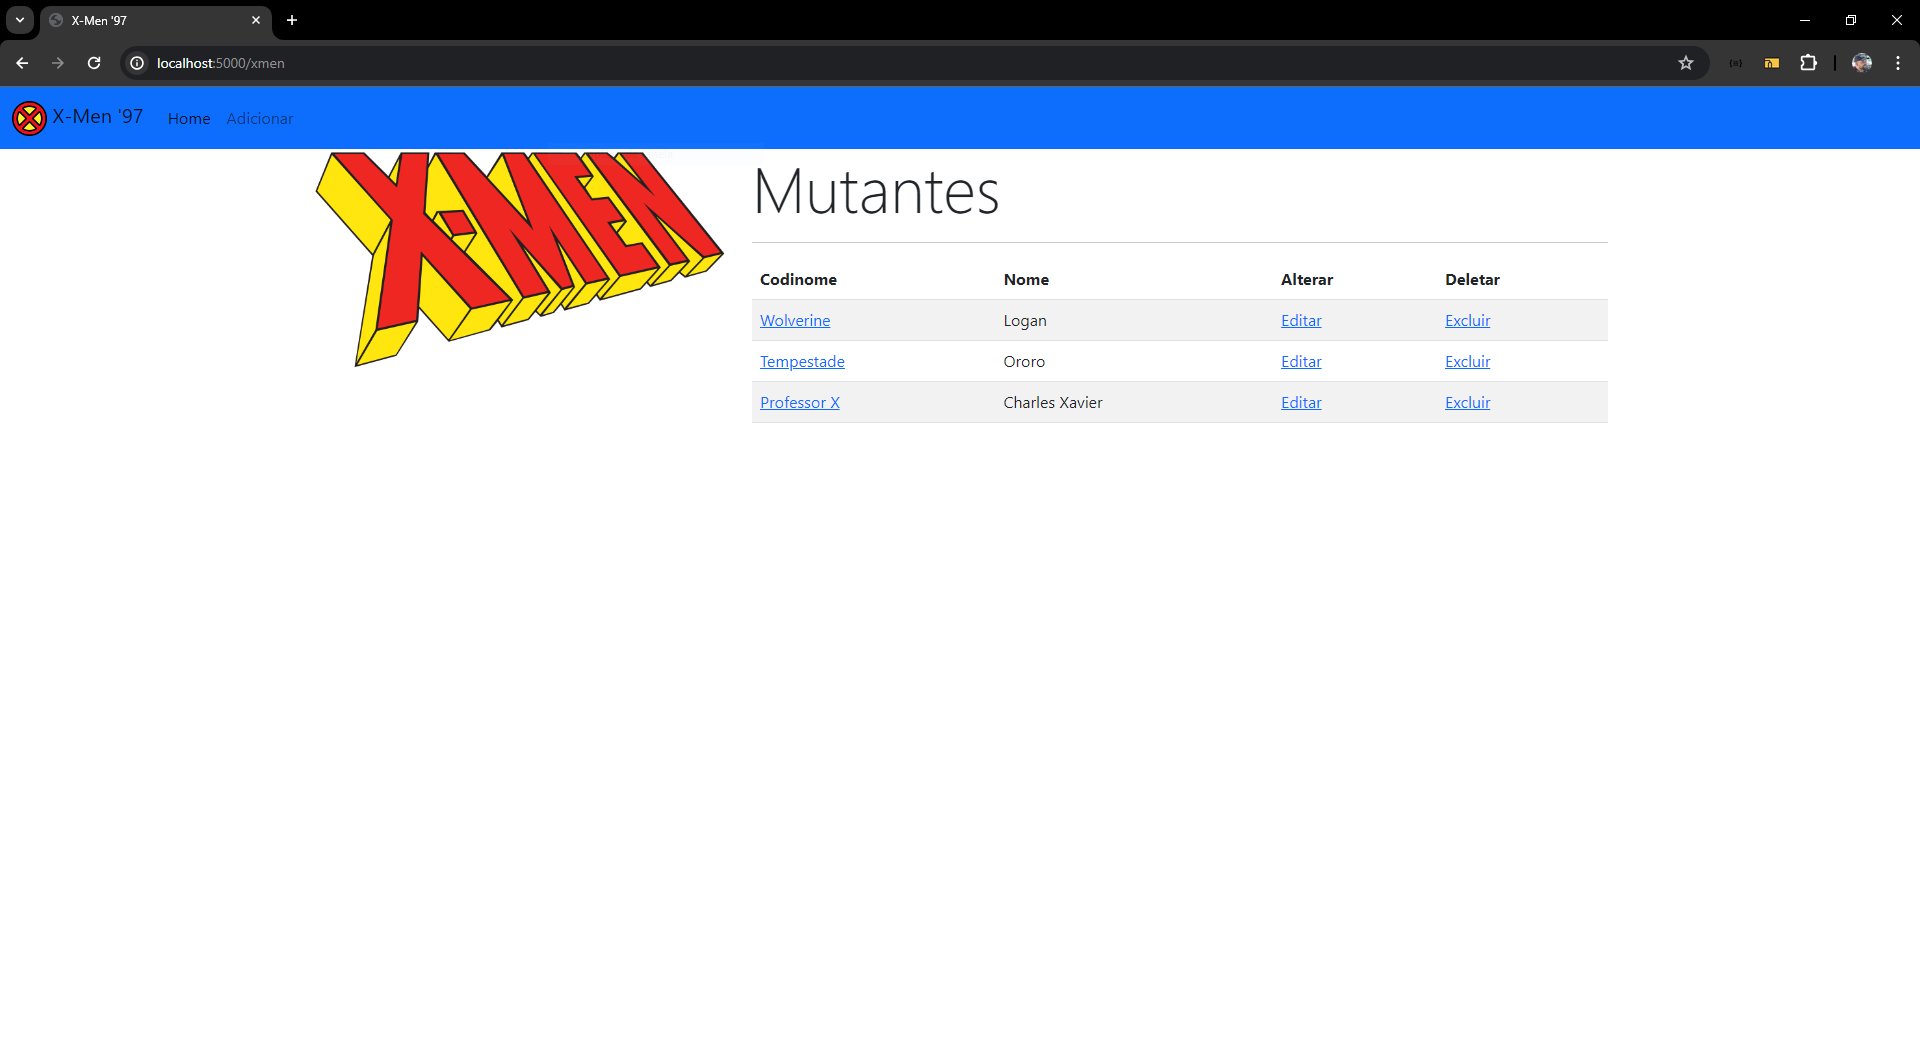 X-Men '97
localhost:5000/xmen
X-Men '97 Home Adicionar
X-MEN
Mutantes
Codinome Nome Alterar Deletar
Wolverine Logan Editar Excluir
Tempestade Ororo Editar Excluir
Professor X Charles Xavier Editar Excluir